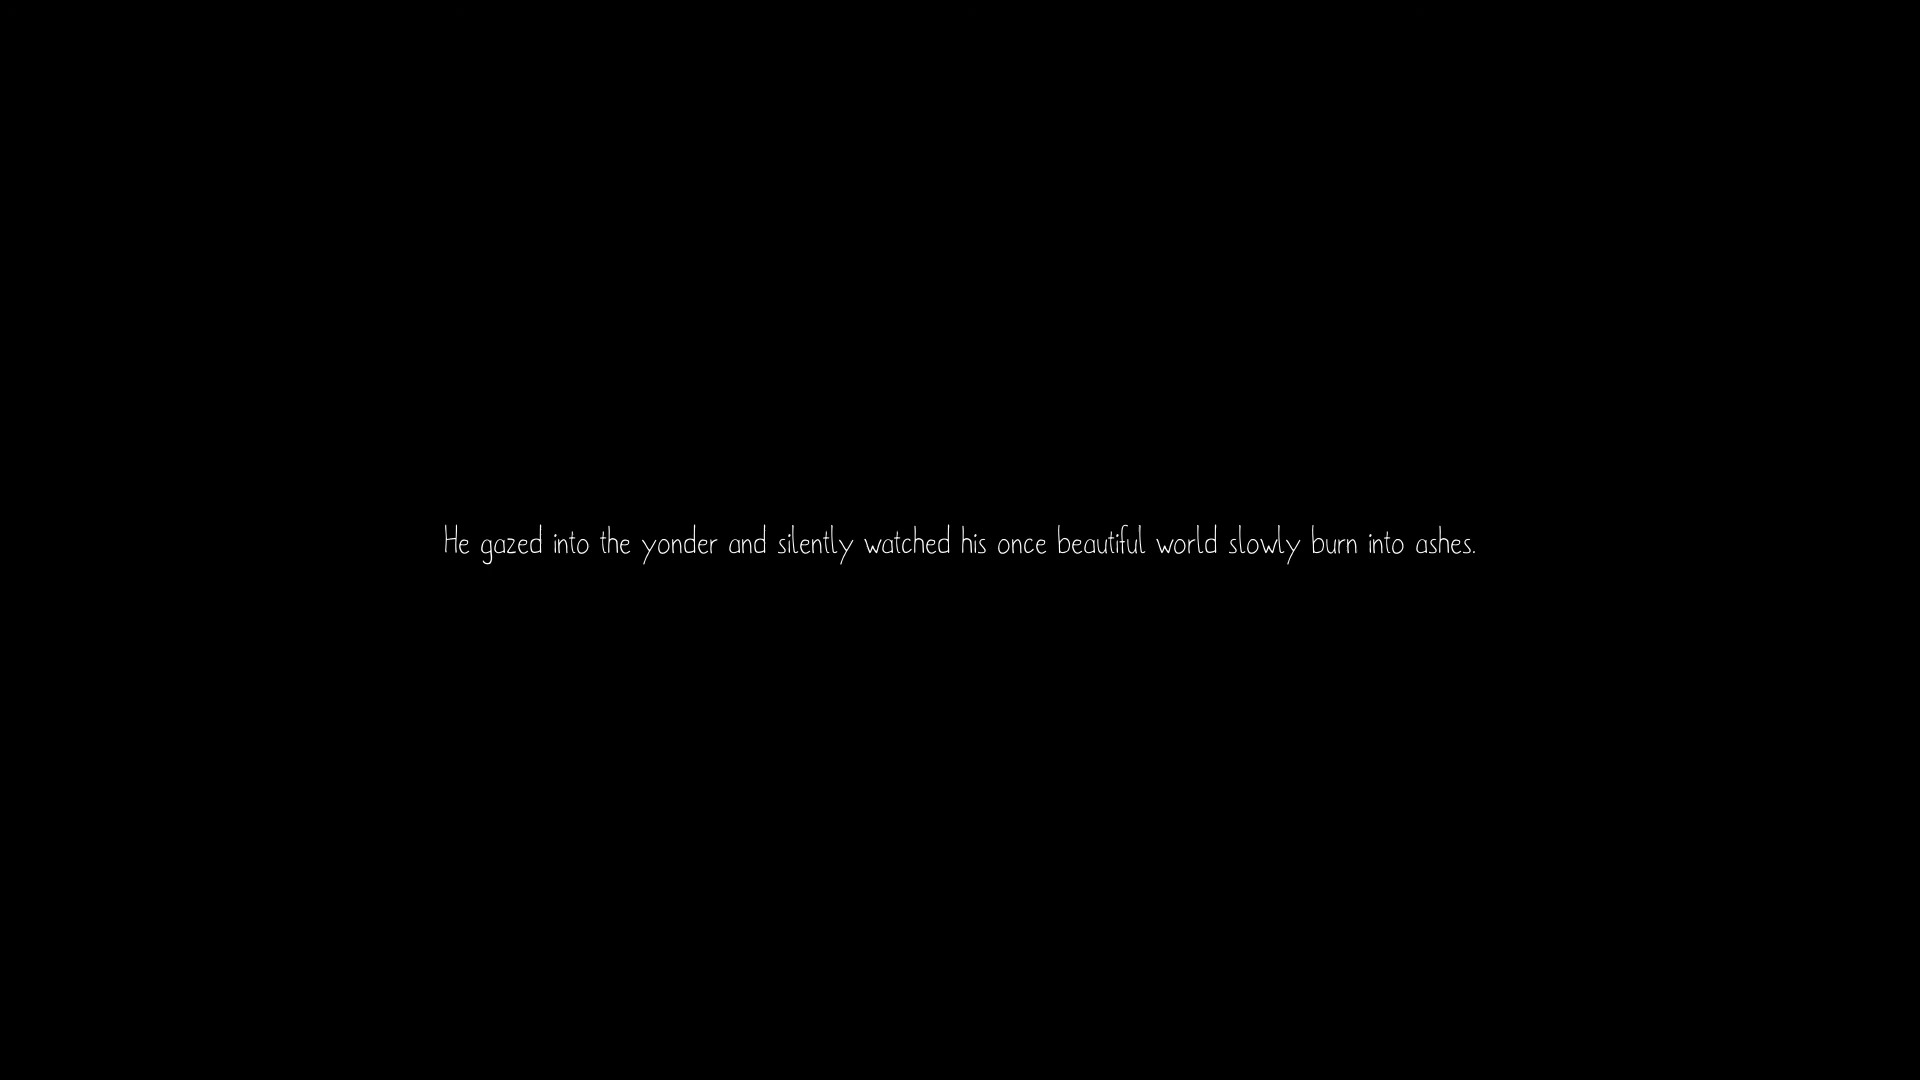 He gazed into the yonder and silently watched his once beautiful world slowly burn into ashes.